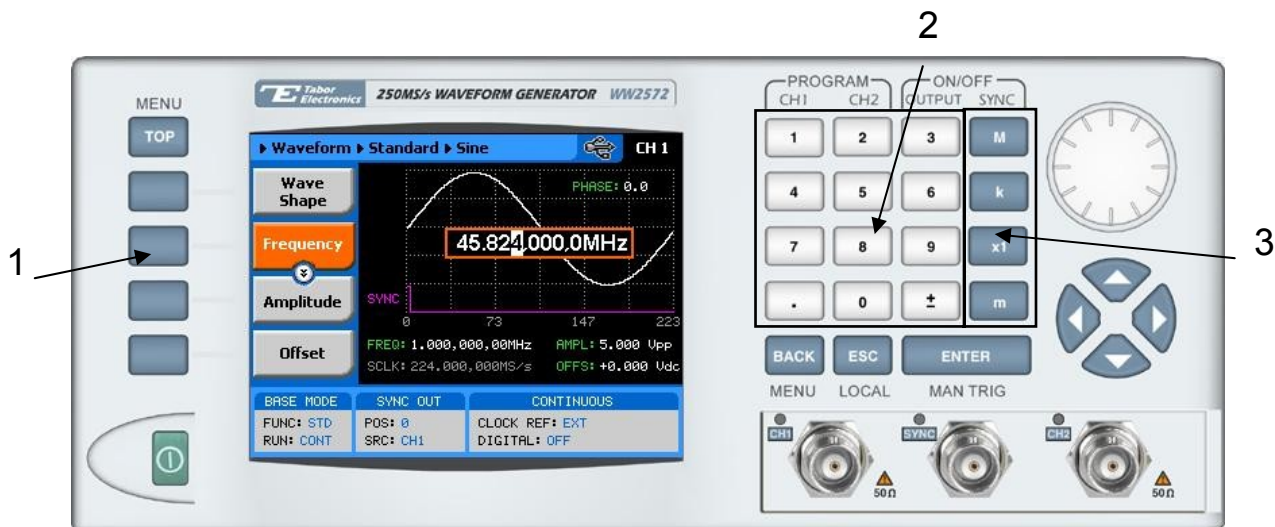 2
1
3
MENU
TOP
Tabor Electronics
250MS/s WAVEFORM GENERATOR WW2572
Waveform Standard Sine CH 1
Wave Shape
Frequency
Amplitude
Offset
PHASE: 0.0
45.824,000,0MHz
SYNC
0 73 147 223
FREQ: 1.000,000,00MHz AMPL: 5.000 Vpp
SCLK: 224.000,000MS/s OFFS: +0.000 Vdc
BASE MODE SYNC OUT CONTINUOUS
FUNC: STD POS: 0 CLOCK REF: EXT
RUN: CONT SRC: CH1 DIGITAL: OFF
PROGRAM ON/OFF
CH1 CH2 OUTPUT SYNC
1 2 3 M
4 5 6 k
7 8 9 x1
. 0 ± m
BACK ESC ENTER
MENU LOCAL MAN TRIG
CH1 SYNC CH2
50Ω 50Ω